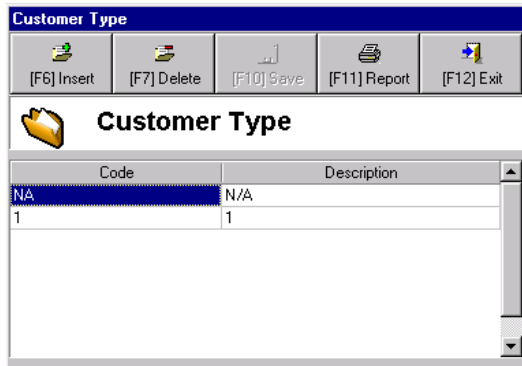 Customer Type
[F6] Insert [F7] Delete [F10] Save [F11] Report [F12] Exit
Customer Type
Code Description
NA N/A
1 1